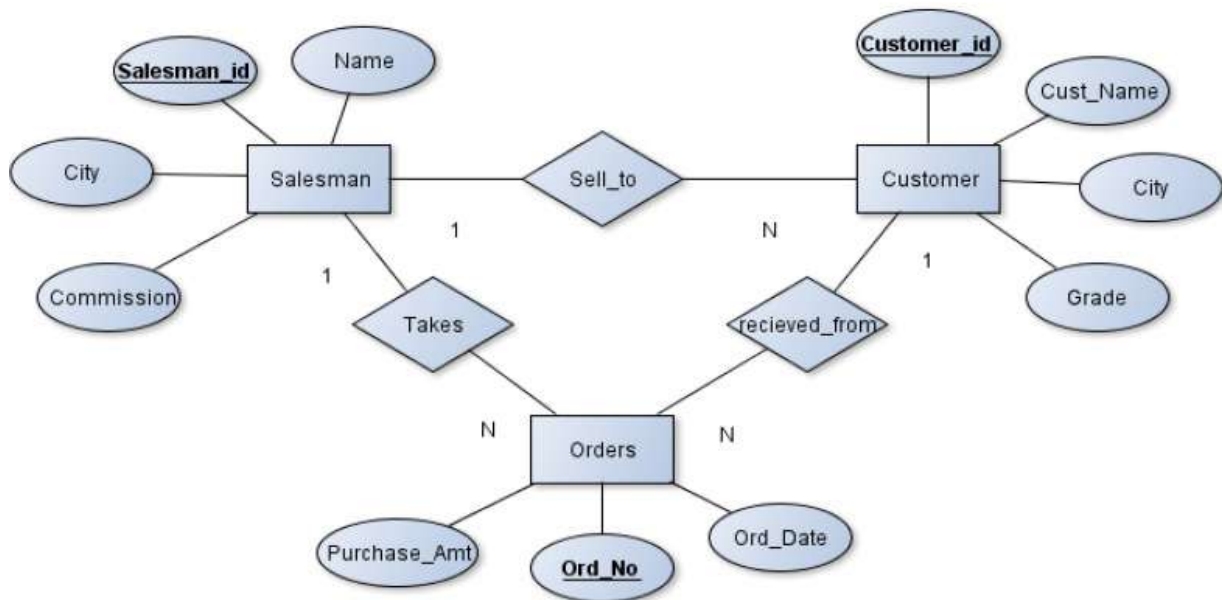 Salesman_id
Name
Customer_id
Cust_Name
City
Salesman
Sell_to
Customer
City
1
N
Commission
1
1
Grade
Takes
recieved_from
N
N
Orders
Purchase_Amt
Ord_No
Ord_Date